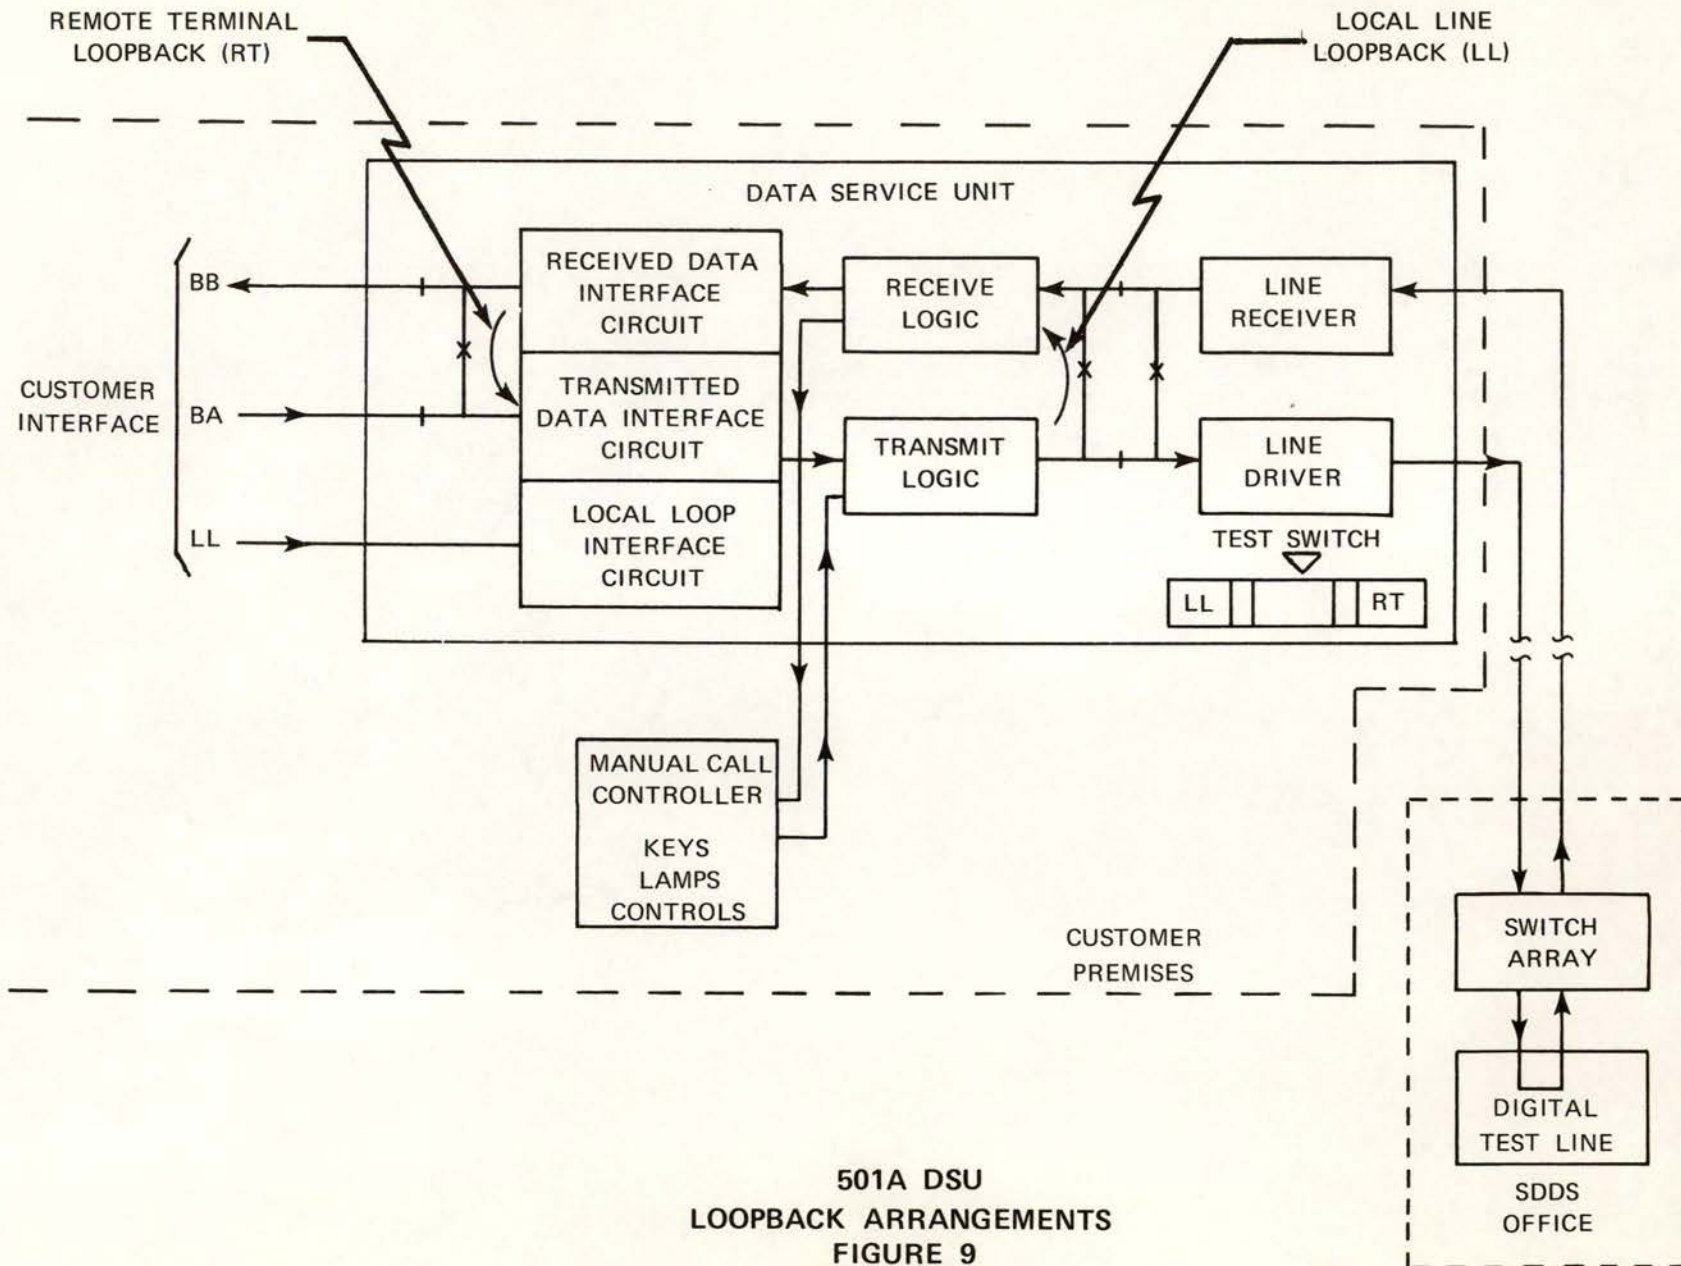 REMOTE TERMINAL
LOOPBACK (RT)
LOCAL LINE
LOOPBACK (LL)
DATA SERVICE UNIT
CUSTOMER
INTERFACE
BB
BA
LL
RECEIVED DATA
INTERFACE
CIRCUIT
TRANSMITTED
DATA INTERFACE
CIRCUIT
LOCAL LOOP
INTERFACE
CIRCUIT
RECEIVE
LOGIC
TRANSMIT
LOGIC
LINE
RECEIVER
LINE
DRIVER
TEST SWITCH
LL
RT
MANUAL CALL
CONTROLLER
KEYS
LAMPS
CONTROLS
CUSTOMER
PREMISES
SWITCH
ARRAY
DIGITAL
TEST LINE
SDDS
OFFICE
501A DSU
LOOPBACK ARRANGEMENTS
FIGURE 9